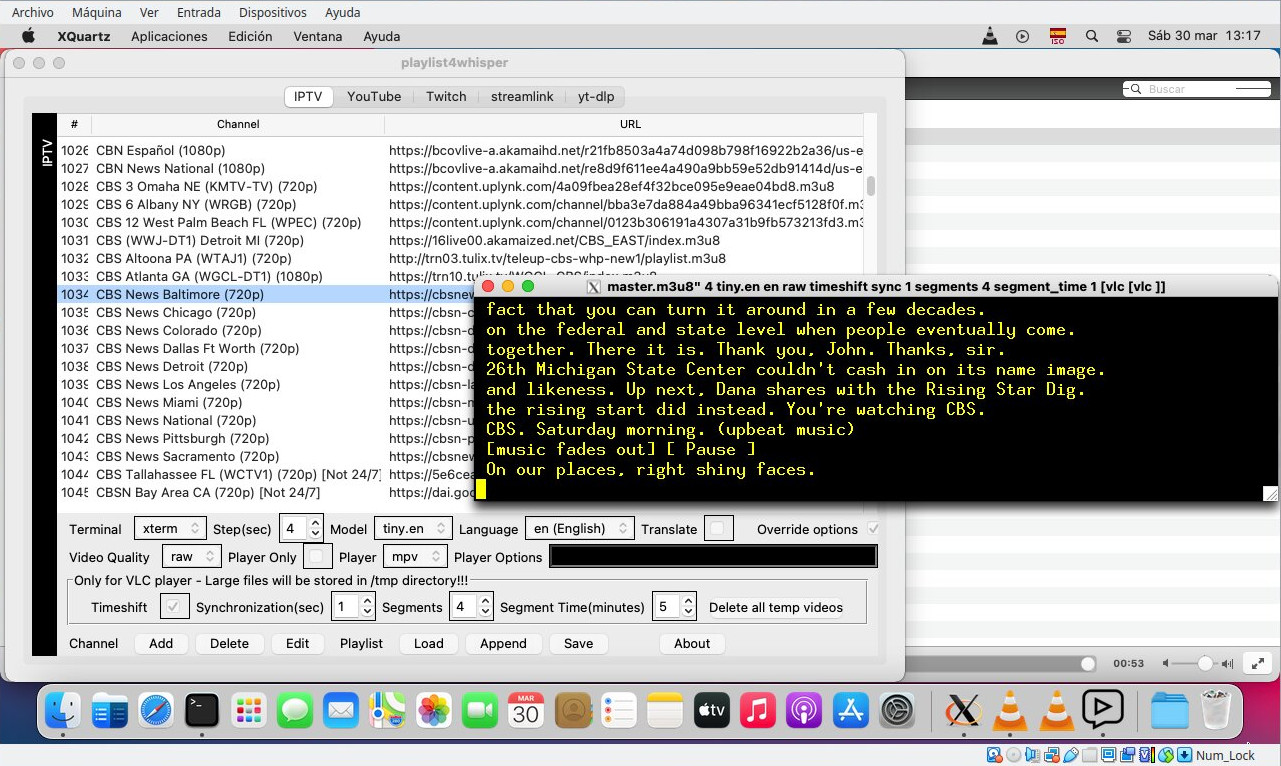 Archivo Máquina Ver Entrada Dispositivos Ayuda
XQuartz Aplicaciones Edición Ventana Ayuda ISO Sáb 30 mar 13:17
playlist4whisper
Buscar
IPTV YouTube Twitch streamlink yt-dlp
IPTV
# Channel URL
1026 CBN Español (1080p) https://bcovlive-a.akamaihd.net/r21fb8503a4a74d098b798f16922b2a36/us-e
1027 CBN News National (1080p) https://bcovlive-a.akamaihd.net/re8d9f611ee4a490a9bb59e52db91414d/us-e
1028 CBS 3 Omaha NE (KMTV-TV) (720p) https://content.uplynk.com/4a09fbea28ef4f32bce095e9eae04bd8.m3u8
1029 CBS 6 Albany NY (WRGB) (720p) https://content.uplynk.com/channel/bba3e7da884a49bba96341ecf5128f0f.m3
1030 CBS 12 West Palm Beach FL (WPEC) (720p) https://content.uplynk.com/channel/0123b306191a4307a31b9fb573213fd3.m3
1031 CBS (WWJ-DT1) Detroit MI (720p) https://16live00.akamaized.net/CBS_EAST/index.m3u8
1032 CBS Altoona PA (WTAJ1) (720p) http://trn03.tulix.tv/teleup-cbs-whp-new1/playlist.m3u8
1033 CBS Atlanta GA (WGCL-DT1) (1080p) https://trn10.tulix.tv/WGCL-CBS/index.m3u8
1034 CBS News Baltimore (720p) https://cbsnew
1035 CBS News Chicago (720p) https://cbsn-c
1036 CBS News Colorado (720p) https://cbsn-d
1037 CBS News Dallas Ft Worth (720p) https://cbsn-d
1038 CBS News Detroit (720p) https://cbsn-d
1039 CBS News Los Angeles (720p) https://cbsn-la
1040 CBS News Miami (720p) https://cbsn-m
1041 CBS News National (720p) https://cbsn-u
1042 CBS News Pittsburgh (720p) https://cbsn-p
1043 CBS News Sacramento (720p) https://cbsnew
1044 CBS Tallahassee FL (WCTV1) (720p) [Not 24/7] https://5e6cea
1045 CBSN Bay Area CA (720p) [Not 24/7] https://dai.goo
master.m3u8" 4 tiny.en en raw timeshift sync 1 segments 4 segment_time 1 [vlc [vlc ]]
fact that you can turn it around in a few decades.
on the federal and state level when people eventually come.
together. There it is. Thank you, John. Thanks, sir.
26th Michigan State Center couldn't cash in on its name image.
and likeness. Up next, Dana shares with the Rising Star Dig.
the rising start did instead. You're watching CBS.
CBS. Saturday morning. (upbeat music)
[music fades out] [ Pause ]
On our places, right shiny faces.
Terminal xterm Step(sec) 4 Model tiny.en Language en (English) Translate Override options
Video Quality raw Player Only Player mpv Player Options
Only for VLC player - Large files will be stored in /tmp directory!!!
Timeshift Synchronization(sec) 1 Segments 4 Segment Time(minutes) 5 Delete all temp videos
Channel Add Delete Edit Playlist Load Append Save About
00:53
MAR
30
tv
Num_Lock